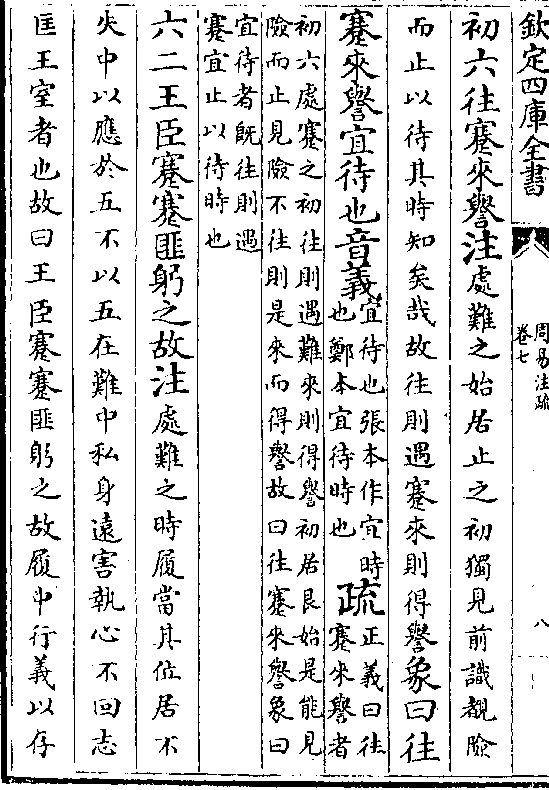 欽定四庫全書
周易注疏
卷七
八
初六往蹇來譽注處難之始居止之初獨見前識覩險
而止以待其時知矣哉故往則遇蹇來則得譽象曰往
蹇來譽宜待也音義宜待也張本作宜時
也鄭本宜待時也疏正義曰往
蹇來譽者
初六處蹇之初往則遇難來則得譽初居艮始是能見
險而止見險不往則是來而得譽故曰往蹇來譽象曰
宜待者既往則遇
蹇宜止以待時也
六二王臣蹇蹇匪躬之故注處難之時履當其位居不
失中以應於五不以五在難中私身遠害執心不回志
匡王室者也故曰王臣蹇蹇匪躬之故履中行義以存